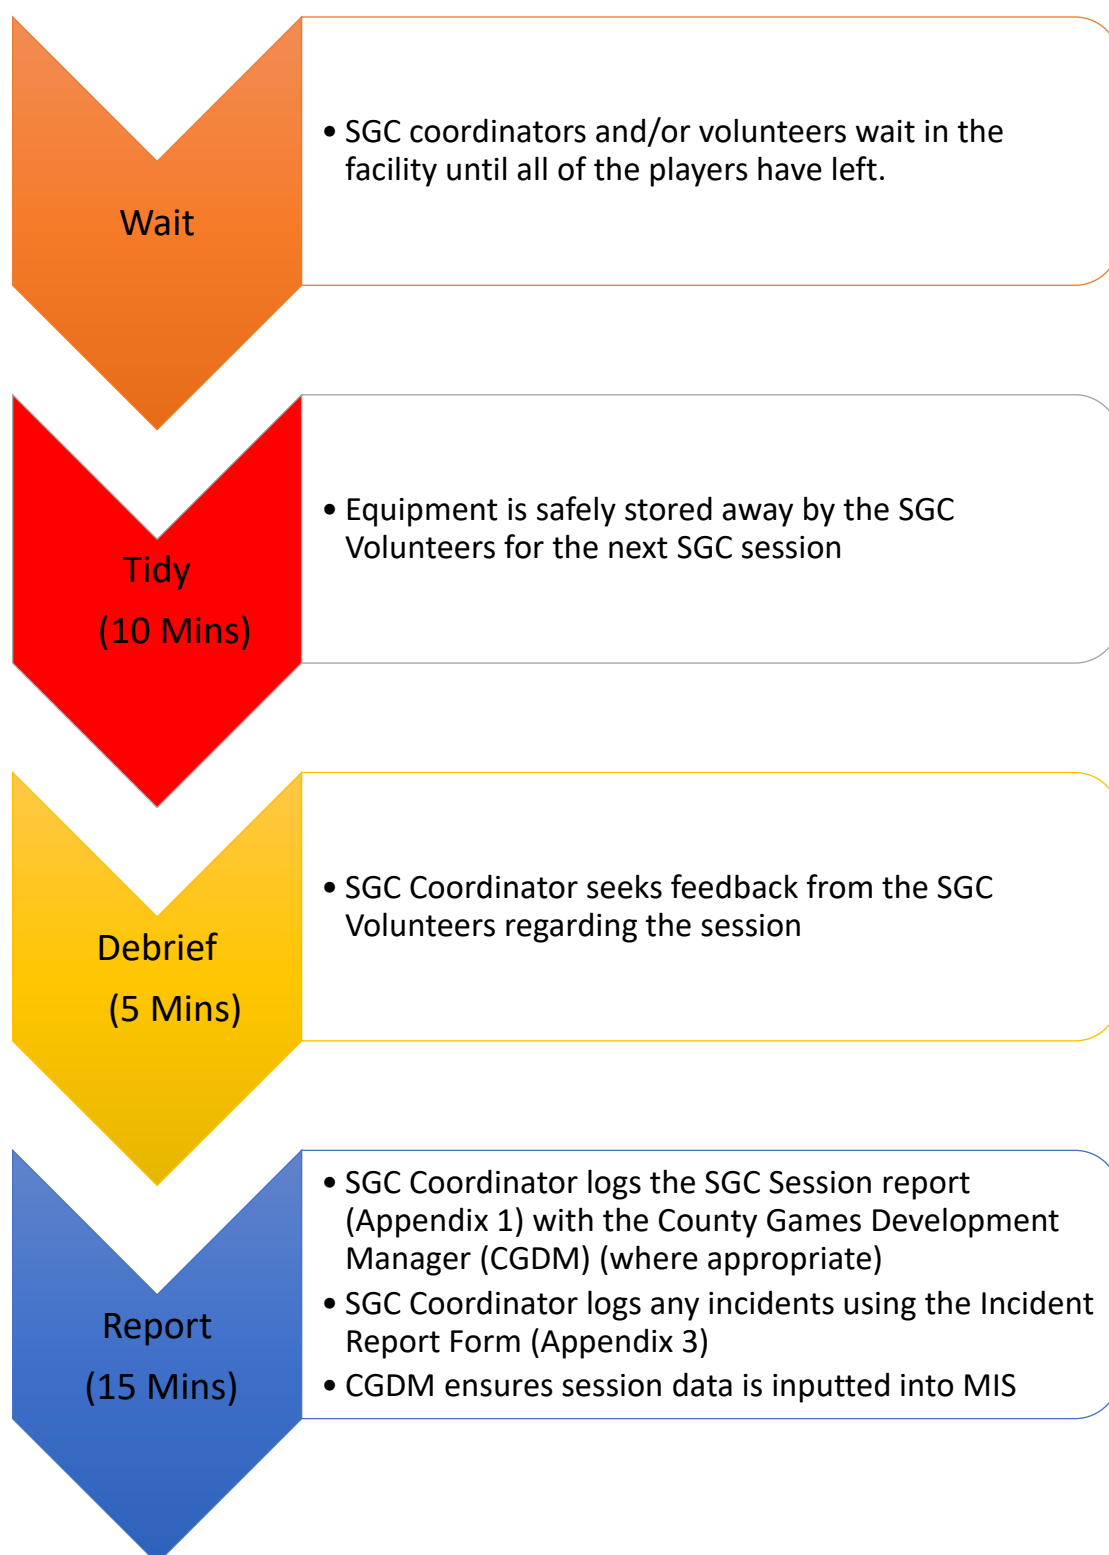 Wait
• SGC coordinators and/or volunteers wait in the
facility until all of the players have left.
Tidy
(10 Mins)
• Equipment is safely stored away by the SGC
Volunteers for the next SGC session
Debrief
(5 Mins)
• SGC Coordinator seeks feedback from the SGC
Volunteers regarding the session
Report
(15 Mins)
• SGC Coordinator logs the SGC Session report
(Appendix 1) with the County Games Development
Manager (CGDM) (where appropriate)
• SGC Coordinator logs any incidents using the Incident
Report Form (Appendix 3)
• CGDM ensures session data is inputted into MIS